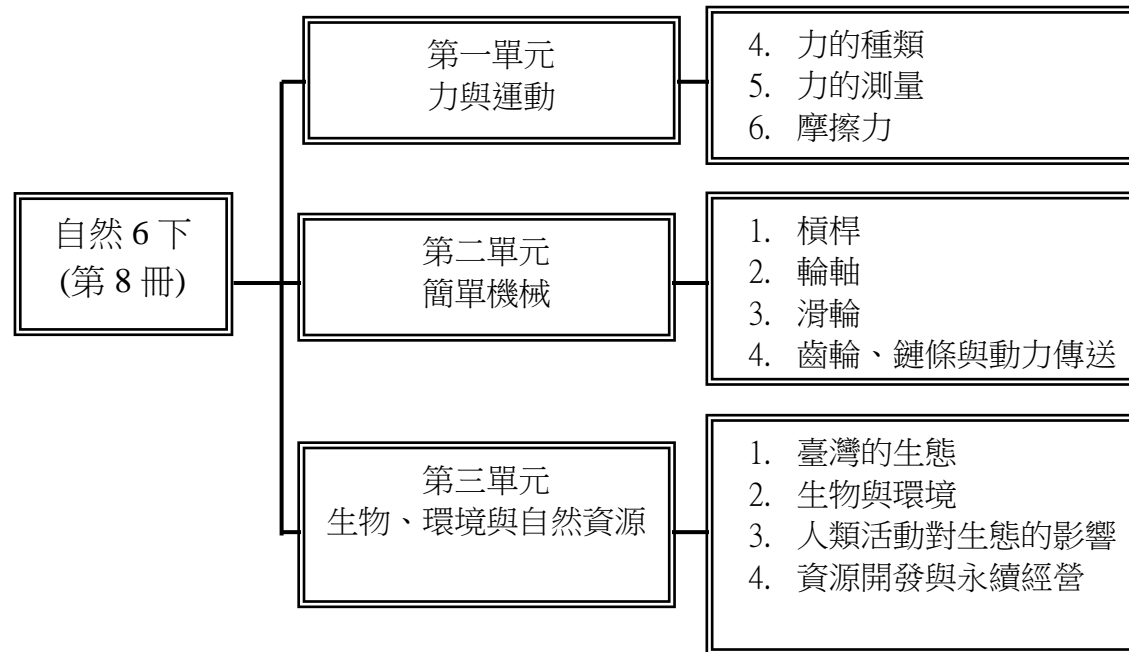 自然 6 下
(第 8 冊)
第一單元
力與運動
4. 力的種類
5. 力的測量
6. 摩擦力
第二單元
簡單機械
1. 槓桿
2. 輪軸
3. 滑輪
4. 齒輪、鏈條與動力傳送
第三單元
生物、環境與自然資源
1. 臺灣的生態
2. 生物與環境
3. 人類活動對生態的影響
4. 資源開發與永續經營